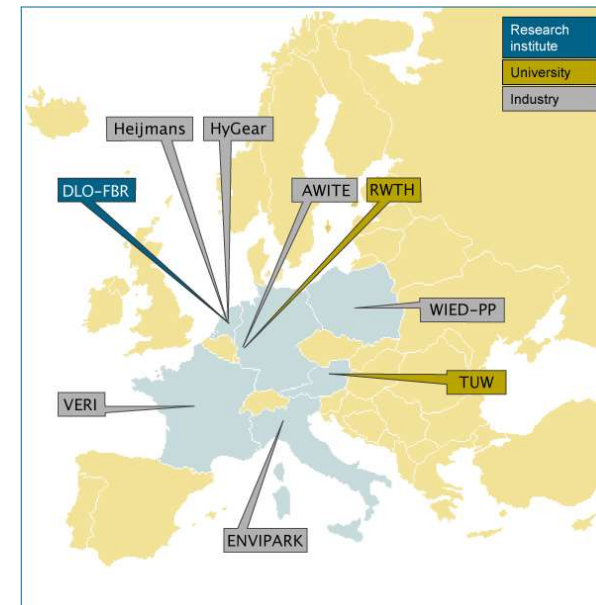 Research
institute
University
Industry
Heijmans
HyGear
DLO-FBR
AWITE
RWTH
WIED-PP
TUW
VERI
ENVIPARK